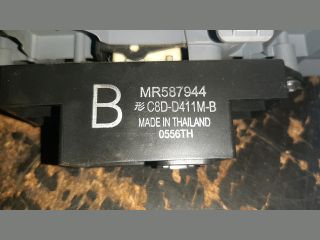 B
MR587944
C8D-D411M-B
MADE IN THAILAND
0556TH